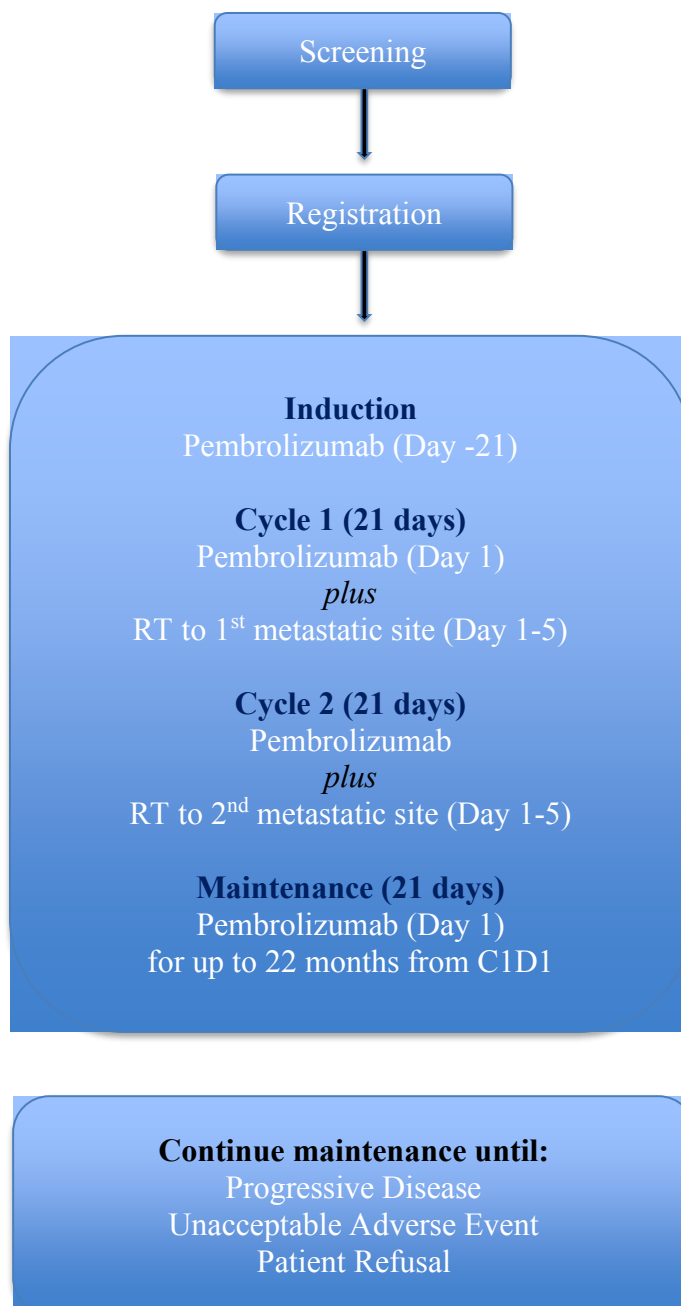 Screening
Registration
Induction
Pembrolizumab (Day -21)
Cycle 1 (21 days)
Pembrolizumab (Day 1)
plus
RT to 1st metastatic site (Day 1-5)
Cycle 2 (21 days)
Pembrolizumab
plus
RT to 2nd metastatic site (Day 1-5)
Maintenance (21 days)
Pembrolizumab (Day 1)
for up to 22 months from C1D1
Continue maintenance until:
Progressive Disease
Unacceptable Adverse Event
Patient Refusal